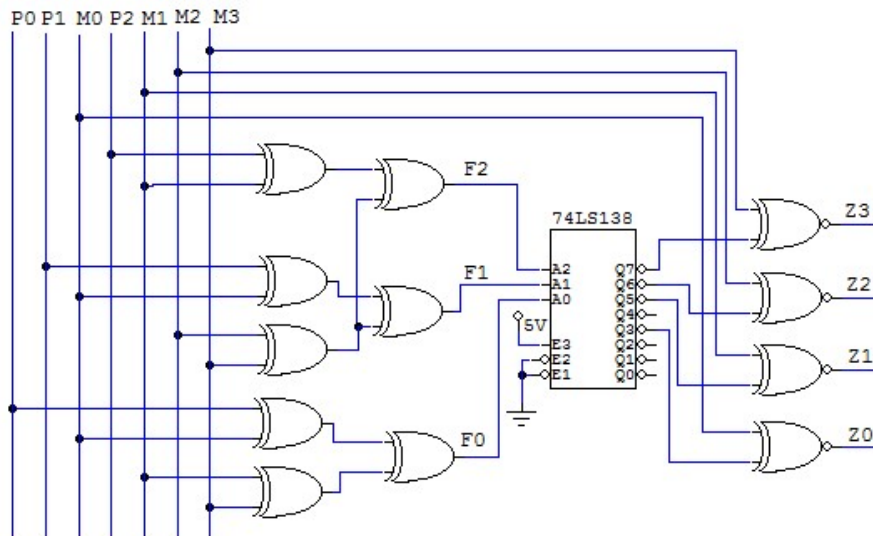 P0 P1 M0 P2 M1 M2 M3
F2
74LS138
Z3
A2 Q7
F1
A1 Q6
Z2
A0 Q5
5V
Q4
Q3
E3 Q2
E2 Q1
Z1
E1 Q0
F0
Z0